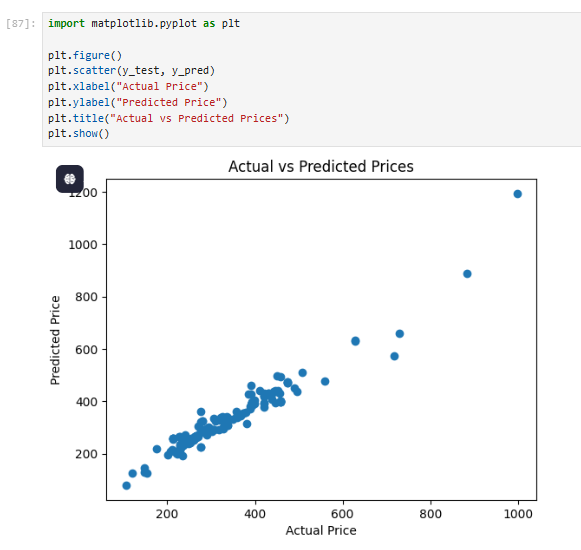 [87]: import matplotlib.pyplot as plt
plt.figure()
plt.scatter(y_test, y_pred)
plt.xlabel("Actual Price")
plt.ylabel("Predicted Price")
plt.title("Actual vs Predicted Prices")
plt.show()
Actual vs Predicted Prices
1200
1000
800
600
400
200
Predicted Price
200 400 600 800 1000
Actual Price